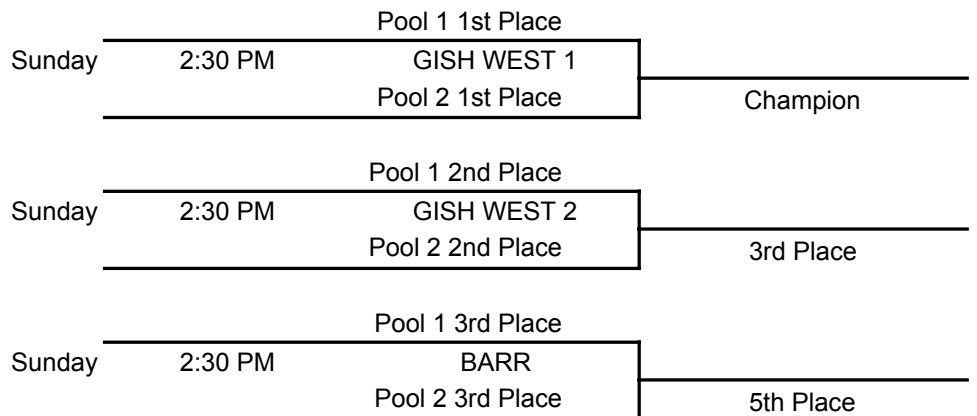 Pool 1 1st Place
Sunday 2:30 PM GISH WEST 1
Pool 2 1st Place Champion
Pool 1 2nd Place
Sunday 2:30 PM GISH WEST 2
Pool 2 2nd Place 3rd Place
Pool 1 3rd Place
Sunday 2:30 PM BARR
Pool 2 3rd Place 5th Place